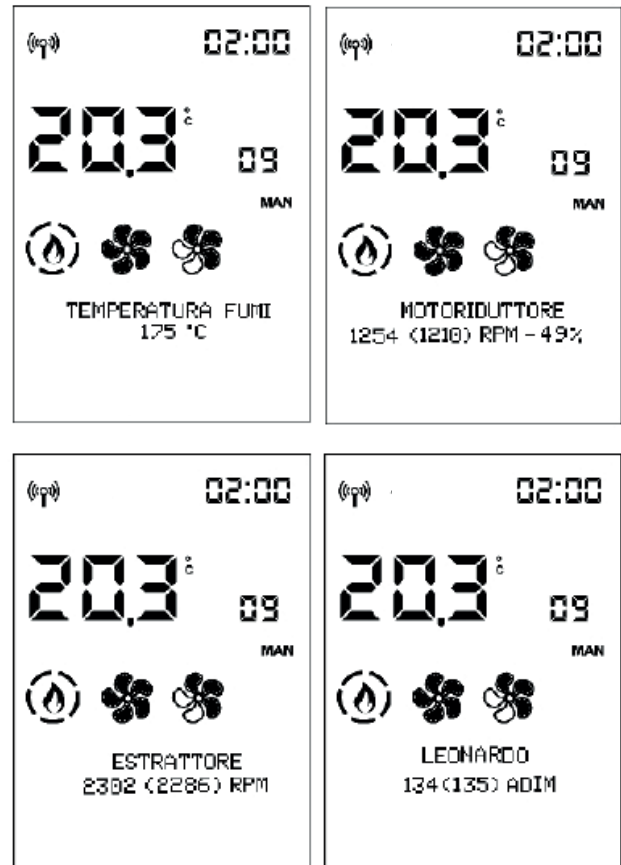 02:00
20.3 °C
09
MAN
TEMPERATURA FUMI
175 °C
02:00
20.3 °C
09
MAN
MOTORIDUTTORE
1254 (1210) RPM - 49%
02:00
20.3 °C
09
MAN
ESTRATTORE
2302 (2286) RPM
02:00
20.3 °C
09
MAN
LEONARDO
134(135) ADIM